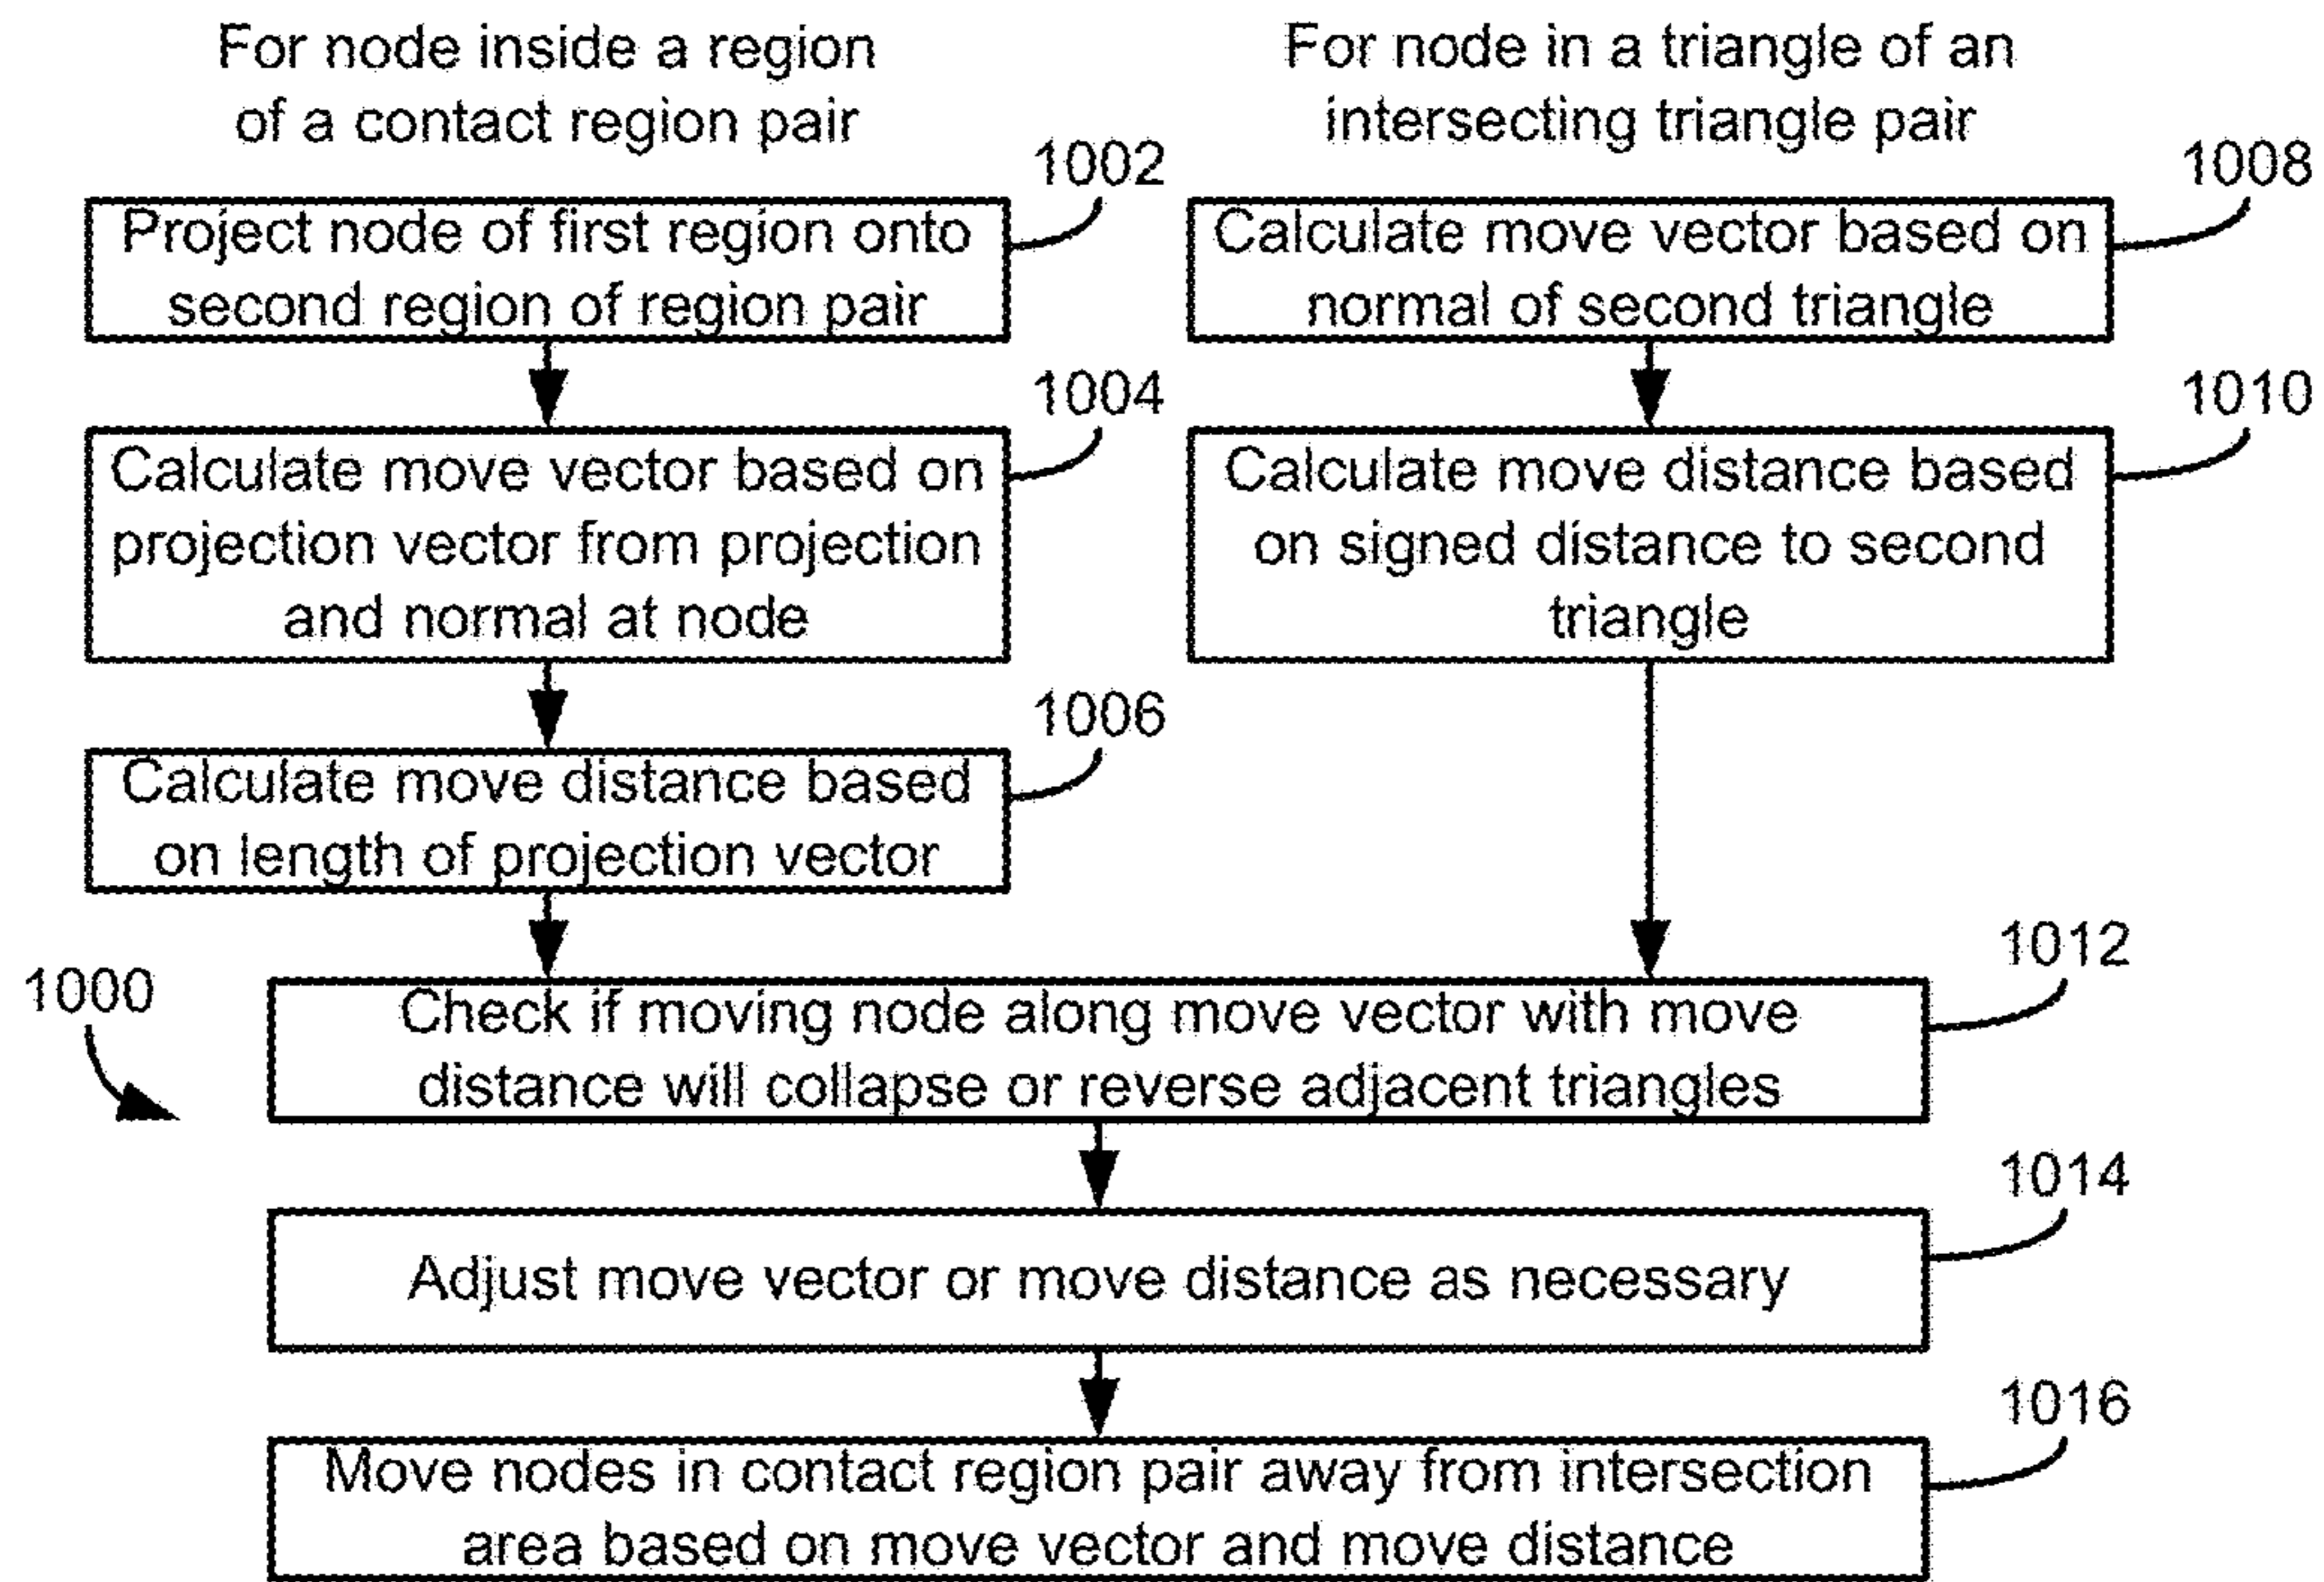 For node inside a region
of a contact region pair
1002
Project node of first region onto
second region of region pair
1004
Calculate move vector based on
projection vector from projection
and normal at node
1006
Calculate move distance based
on length of projection vector
For node in a triangle of an
intersecting triangle pair
1008
Calculate move vector based on
normal of second triangle
1010
Calculate move distance based
on signed distance to second
triangle
1000
1012
Check if moving node along move vector with move
distance will collapse or reverse adjacent triangles
1014
Adjust move vector or move distance as necessary
1016
Move nodes in contact region pair away from intersection
area based on move vector and move distance